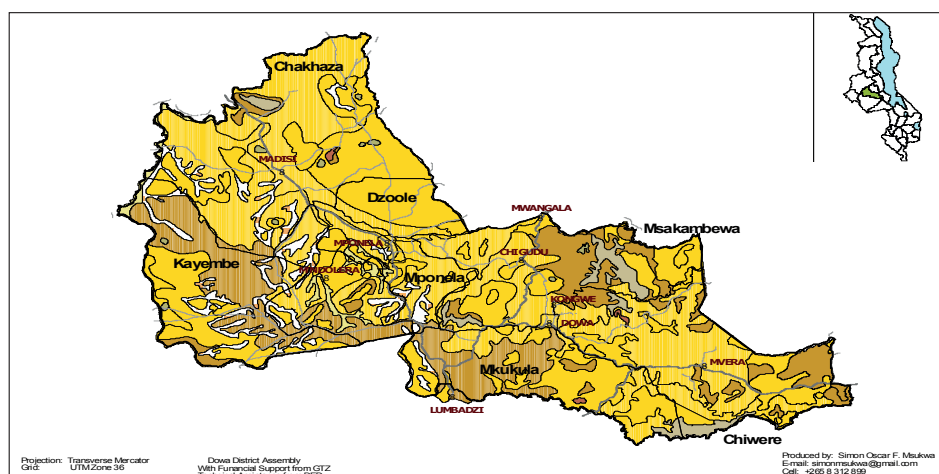 Chakhaza
MADISI
Dzoole
MWANGALA
Msakambewa
MPONELA
CHIGUDU
Kayembe
Mponela
KONGWE
DOWA
MVERA
Mkukula
LUMBADZI
Chiwere
Projection: Transverse Mercator
Grid: UTM Zone 36
Dowa District Assembly
With Funancial Support from GTZ
Produced by: Simon Oscar F. Msukwa
E-mail: simonmsukwa@gmail.com
Cell: +265 8 312 899